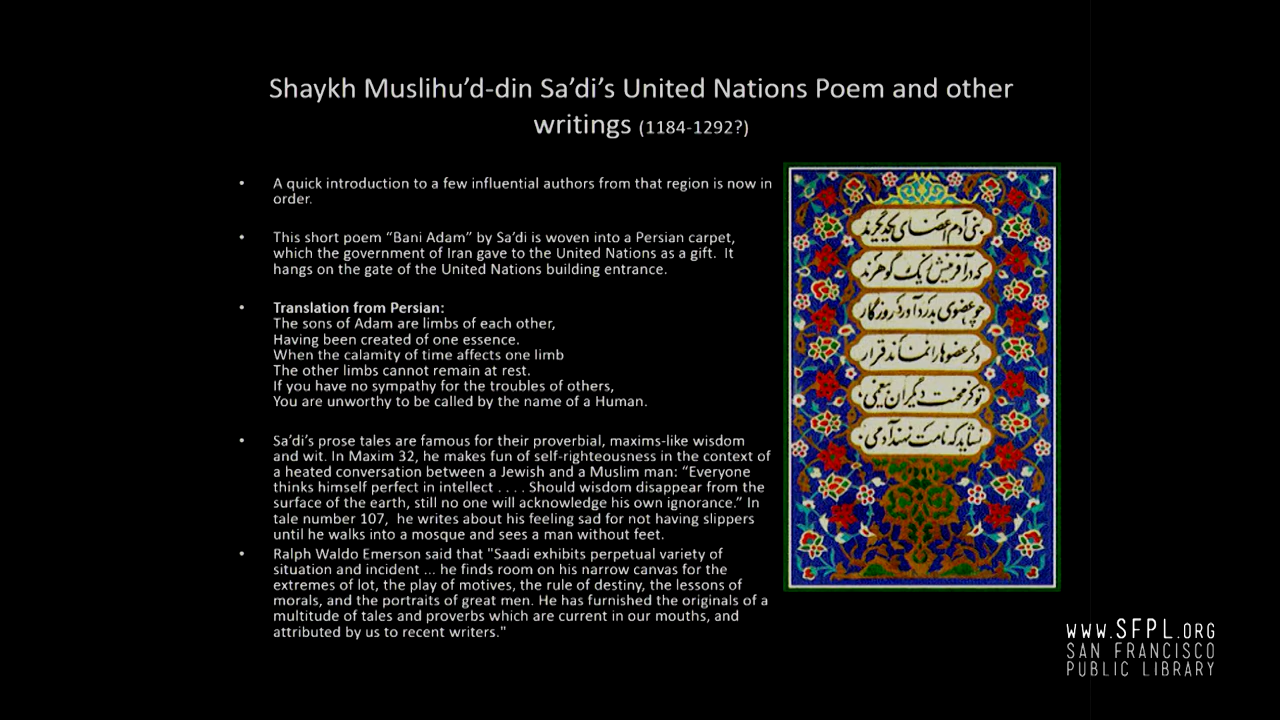 Shaykh Muslihu’d-din Sa’di’s United Nations Poem and other
writings (1184-1292?)
• A quick introduction to a few influential authors from that region is now in
order.
• This short poem “Bani Adam” by Sa’di is woven into a Persian carpet,
which the government of Iran gave to the United Nations as a gift. It
hangs on the gate of the United Nations building entrance.
• Translation from Persian:
The sons of Adam are limbs of each other,
Having been created of one essence.
When the calamity of time affects one limb
The other limbs cannot remain at rest.
If you have no sympathy for the troubles of others,
You are unworthy to be called by the name of a Human.
• Sa’di’s prose tales are famous for their proverbial, maxims-like wisdom
and wit. In Maxim 32, he makes fun of self-righteousness in the context of
a heated conversation between a Jewish and a Muslim man: “Everyone
thinks himself perfect in intellect . . . . Should wisdom disappear from the
surface of the earth, still no one will acknowledge his own ignorance.” In
tale number 107, he writes about his feeling sad for not having slippers
until he walks into a mosque and sees a man without feet.
• Ralph Waldo Emerson said that "Saadi exhibits perpetual variety of
situation and incident ... he finds room on his narrow canvas for the
extremes of lot, the play of motives, the rule of destiny, the lessons of
morals, and the portraits of great men. He has furnished the originals of a
multitude of tales and proverbs which are current in our mouths, and
attributed by us to recent writers."
بنی آدم اعضای یکدیگرند
که در آفرینش ز یک گوهرند
چو عضوی بدرد آورد روزگار
دگر عضوها را نماند قرار
تو کز محنت دیگران بیغمی
نشاید که نامت نهند آدمی
WWW.SFPL.ORG
SAN FRANCISCO
PUBLIC LIBRARY